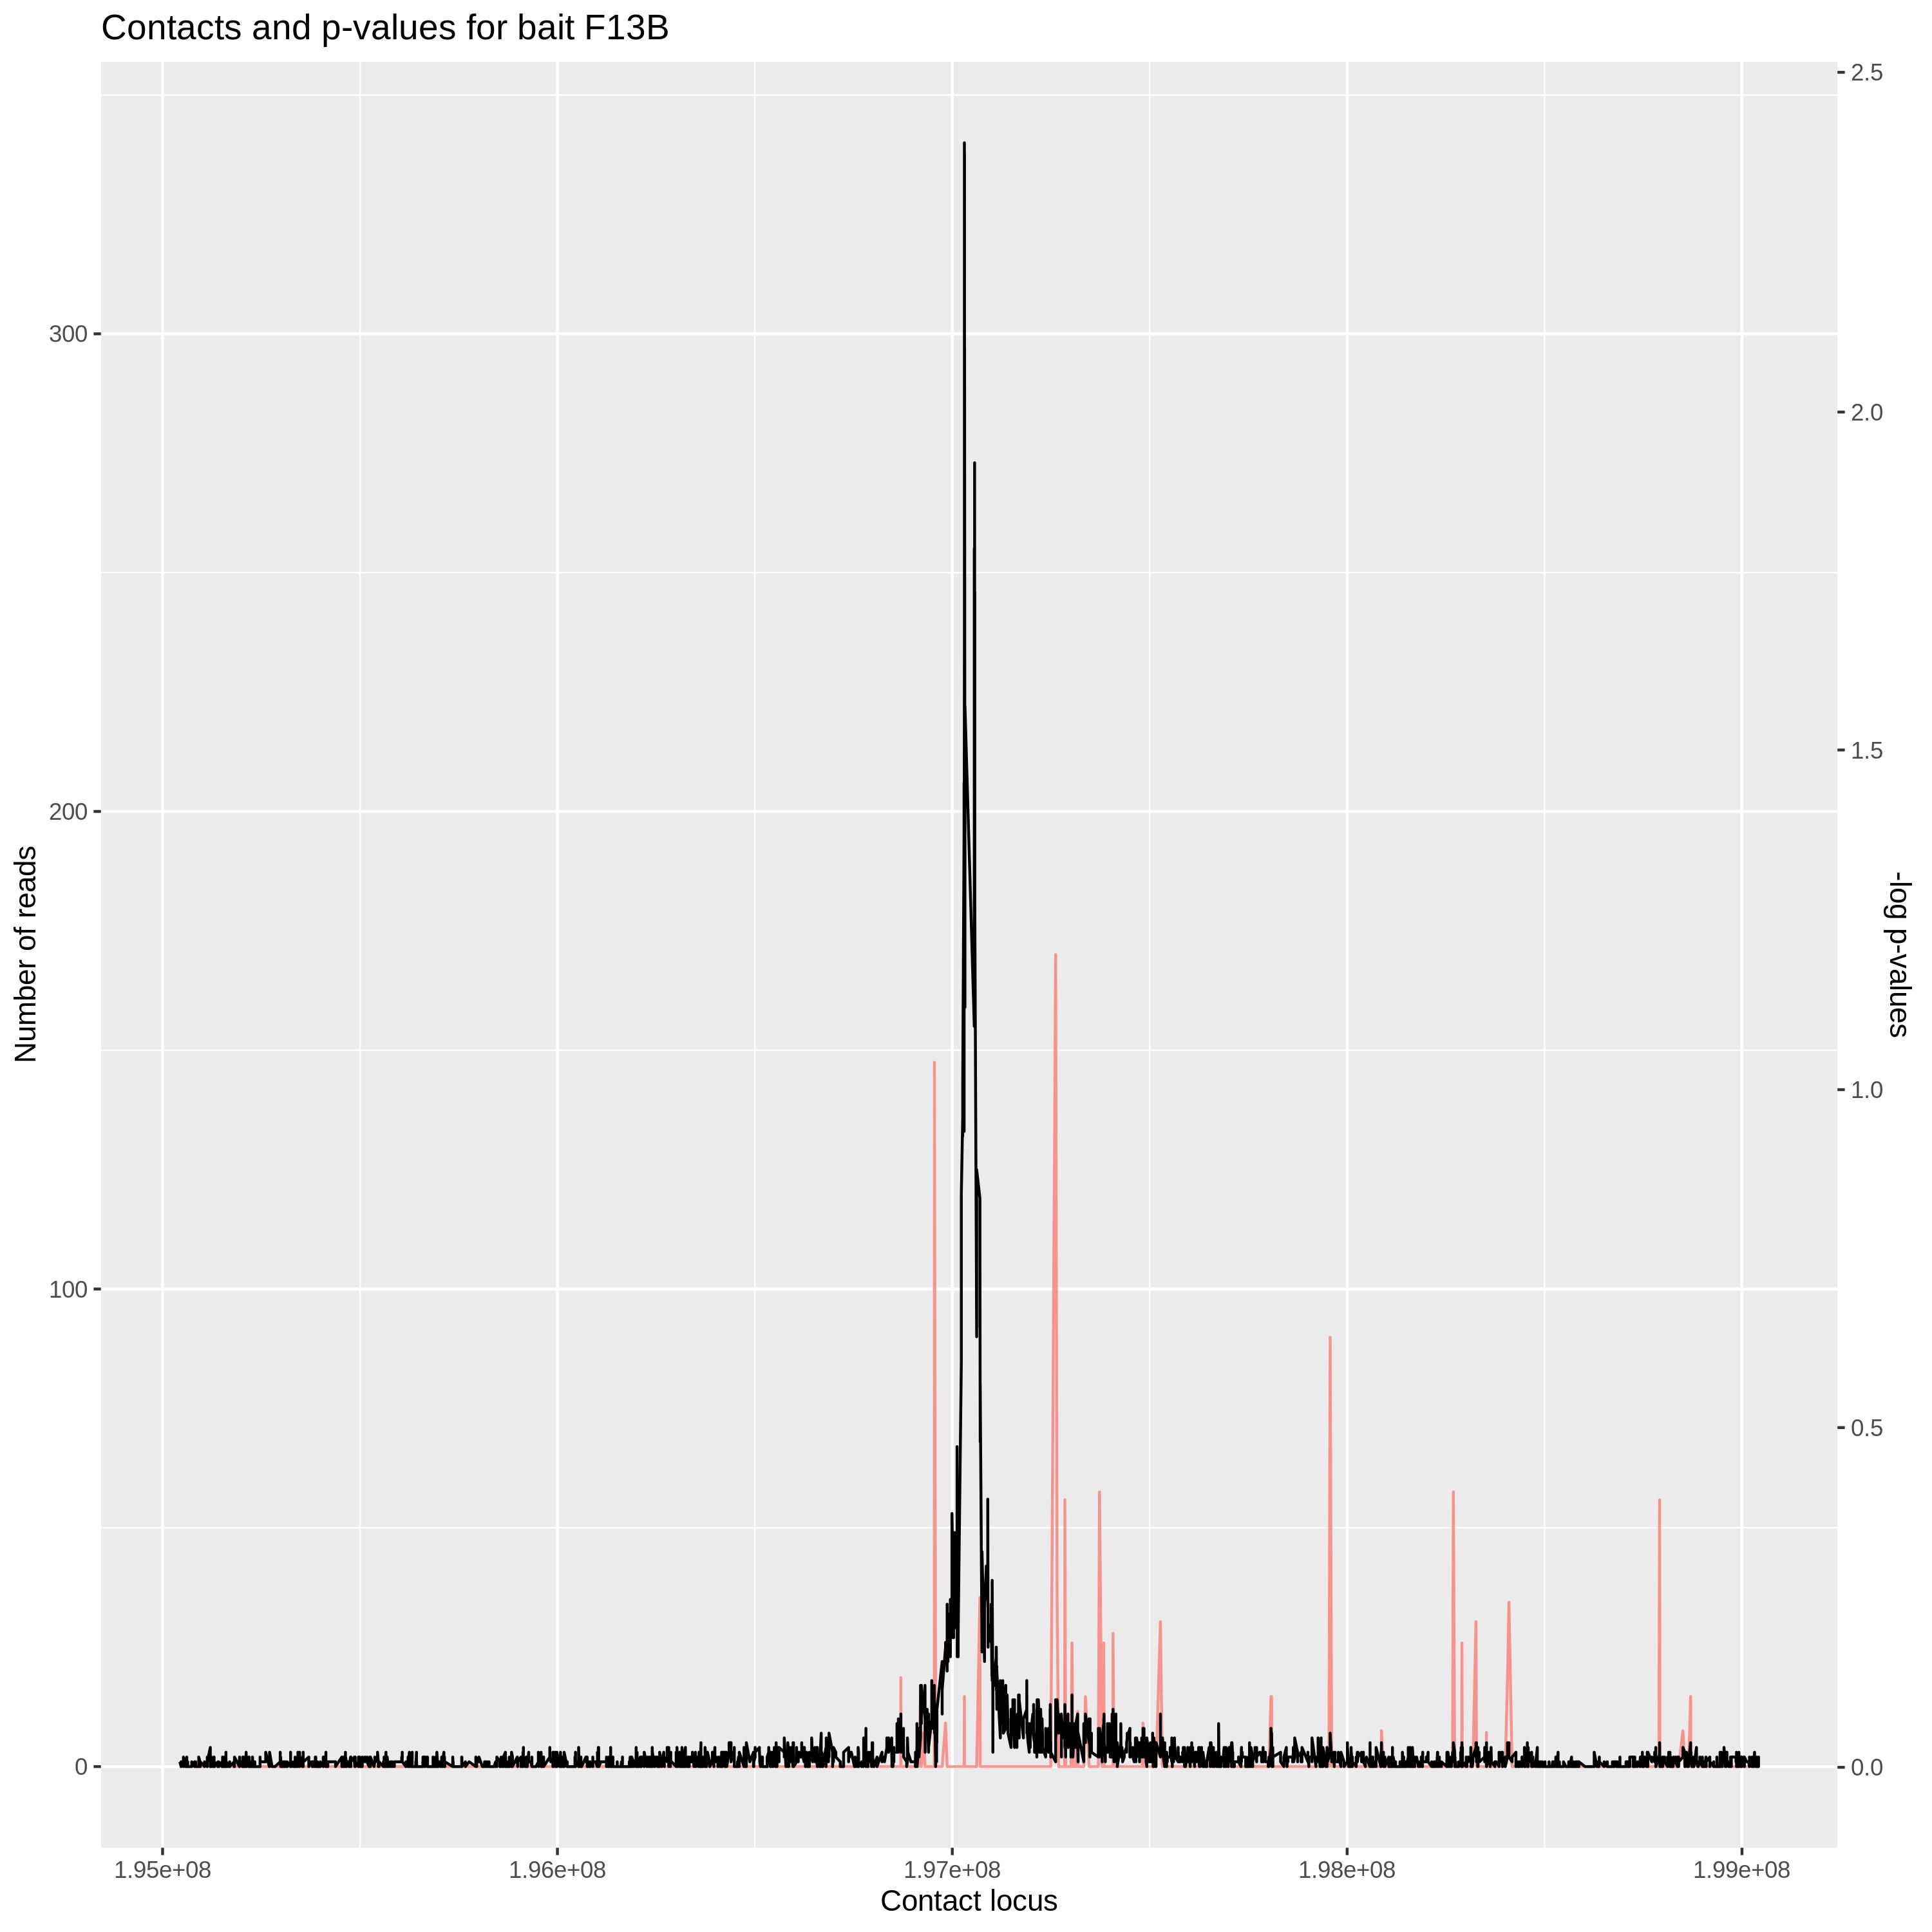 Contacts and p-values for bait F13B
2.5
300
2.0
200
1.5
Number of reads
-log p-values
1.0
100
0.5
0
0.0
1.95e+08
1.96e+08
1.97e+08
1.98e+08
1.99e+08
Contact locus